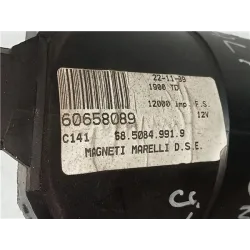 22-11-99
1900 TD
12000 imp. F.S.
60658089 12V
C141 68.5084.991.9
MAGNETI MARELLI D.S.E.